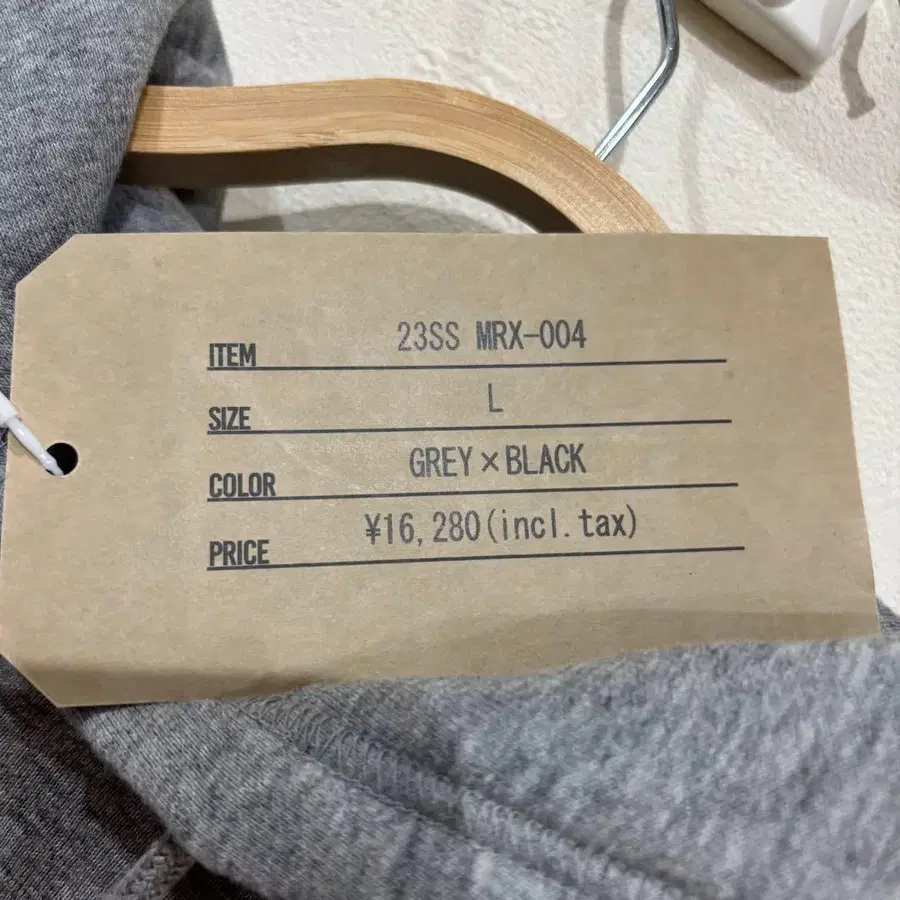 ITEM 23SS MRX-004
SIZE L
COLOR GREY×BLACK
PRICE ¥16,280(incl.tax)